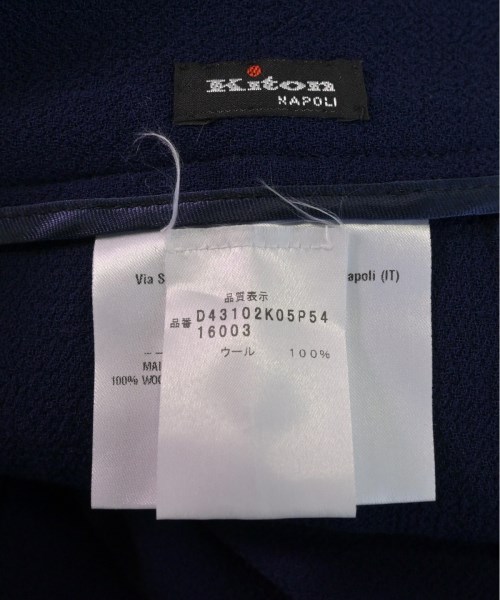 Kiton
NAPOLI
Via S
apoli (IT)
品質表示
品番 D43102K05P54
16003
ウール 100%
MAI
100% WOO